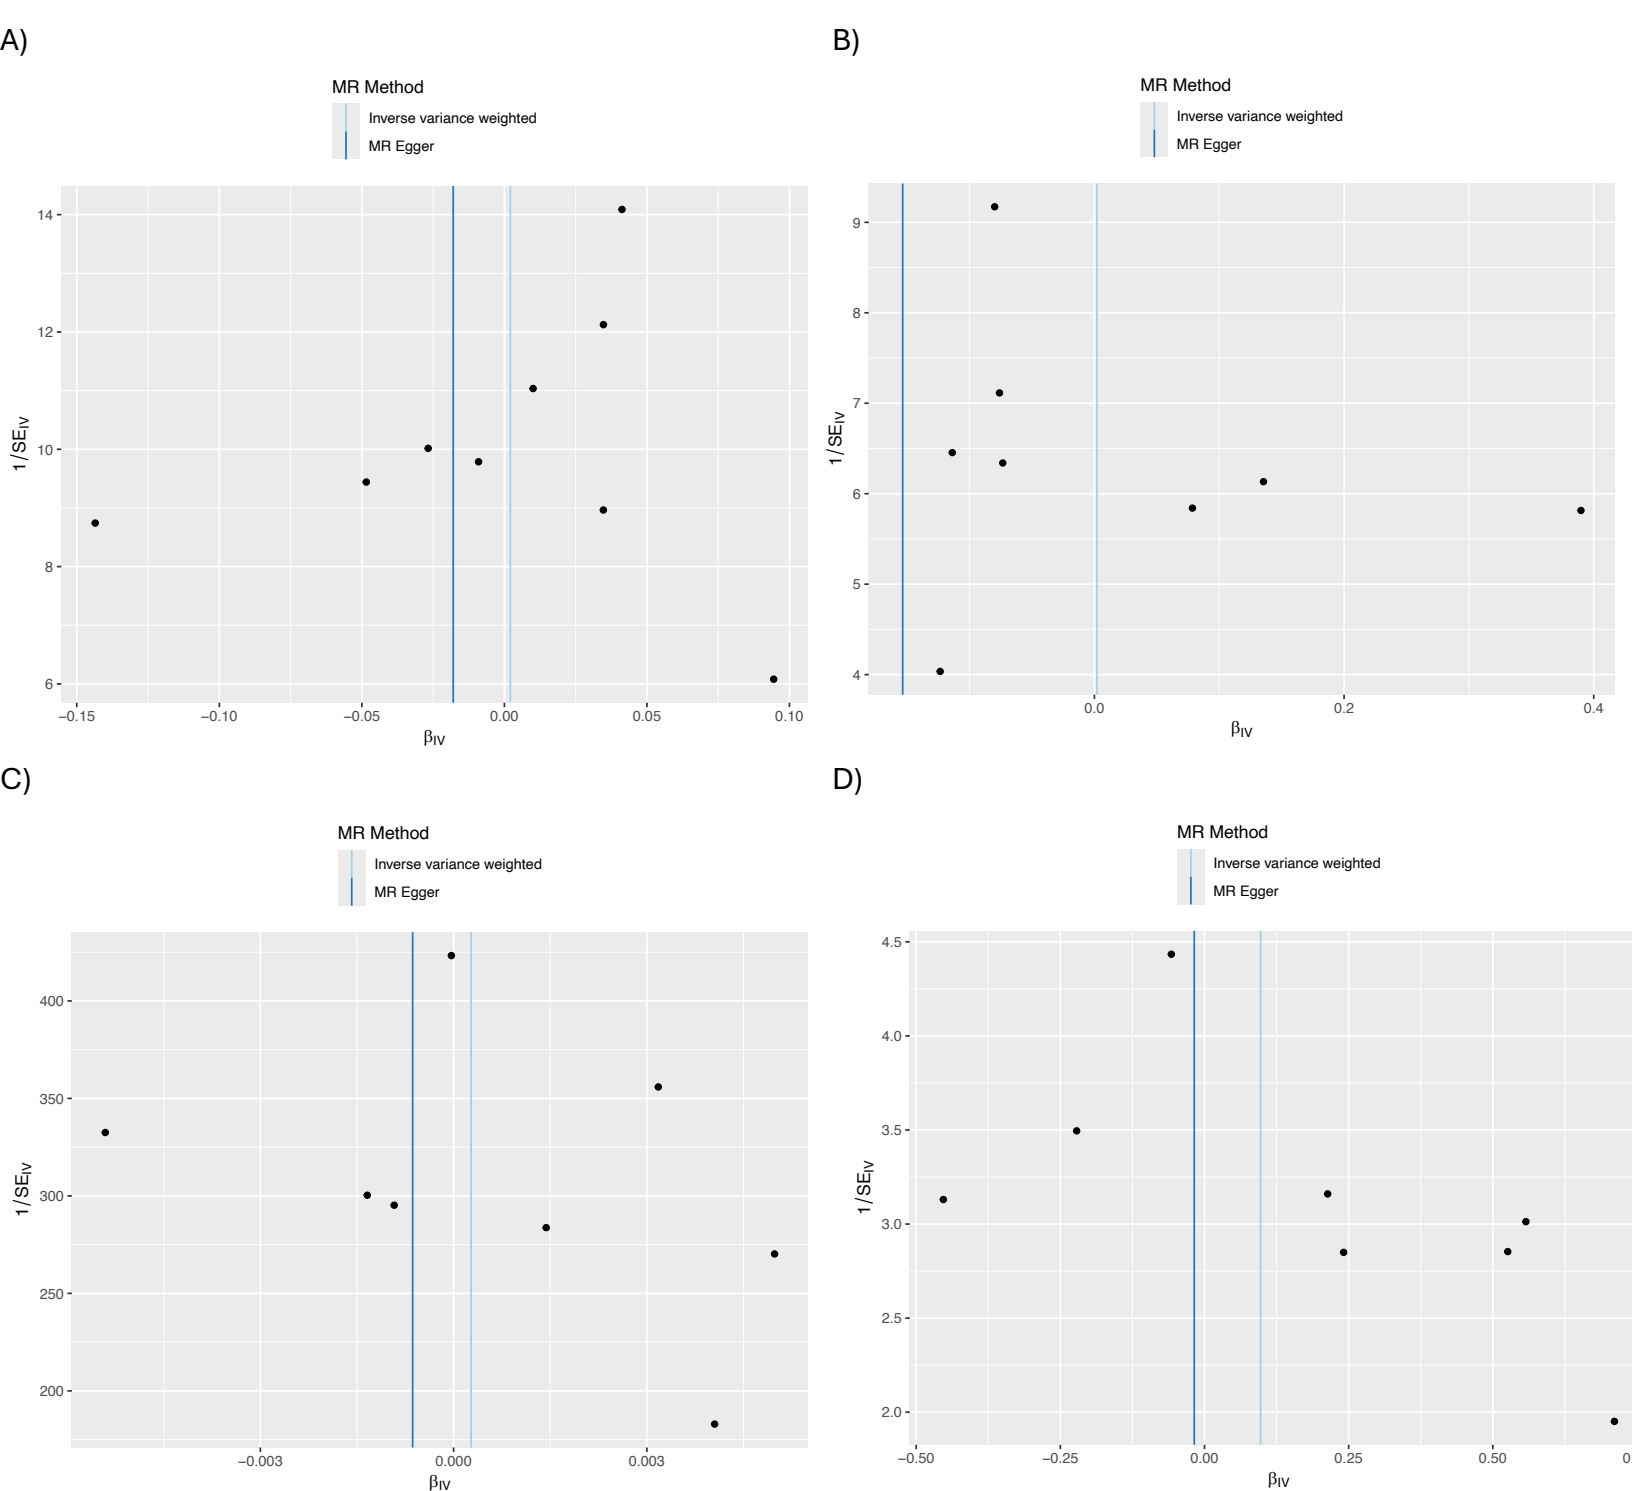 A)
MR Method
Inverse variance weighted
MR Egger
14
12
10
8
6
1/SE_IV
−0.15 −0.10 −0.05 0.00 0.05 0.10
β_IV
B)
MR Method
Inverse variance weighted
MR Egger
9
8
7
6
5
4
1/SE_IV
0.0 0.2 0.4
β_IV
C)
MR Method
Inverse variance weighted
MR Egger
400
350
300
250
200
1/SE_IV
−0.003 0.000 0.003
β_IV
D)
MR Method
Inverse variance weighted
MR Egger
4.5
4.0
3.5
3.0
2.5
2.0
1/SE_IV
−0.50 −0.25 0.00 0.25 0.50
β_IV